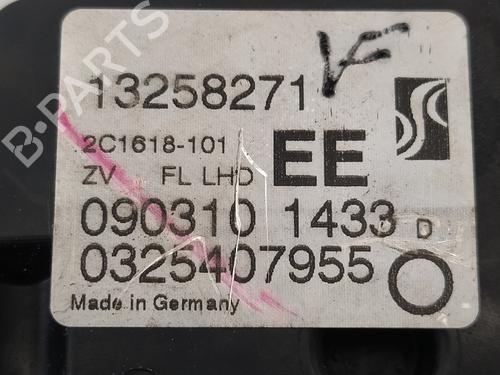 B-PARTS
13258271 VF
2C1618-101 EE
ZV FL LHD
090310 1433 D
0325407955
Made in Germany